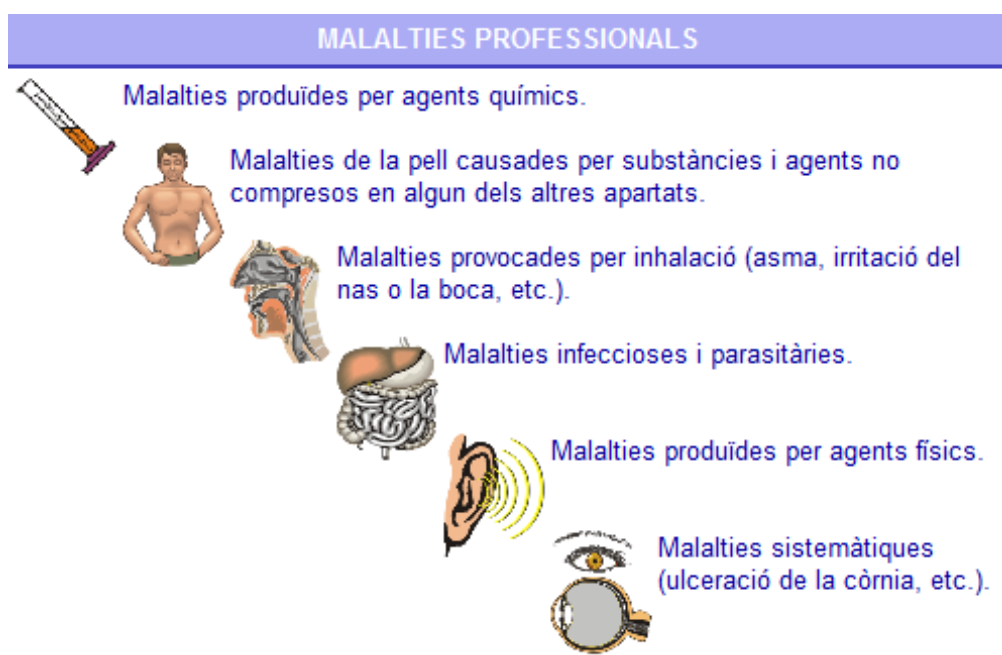 MALALTIES PROFESSIONALS
Malalties produïdes per agents químics.
Malalties de la pell causades per substàncies i agents no
compresos en algun dels altres apartats.
Malalties provocades per inhalació (asma, irritació del
nas o la boca, etc.).
Malalties infeccioses i parasitàries.
Malalties produïdes per agents físics.
Malalties sistemàtiques
(ulceració de la còrnia, etc.).